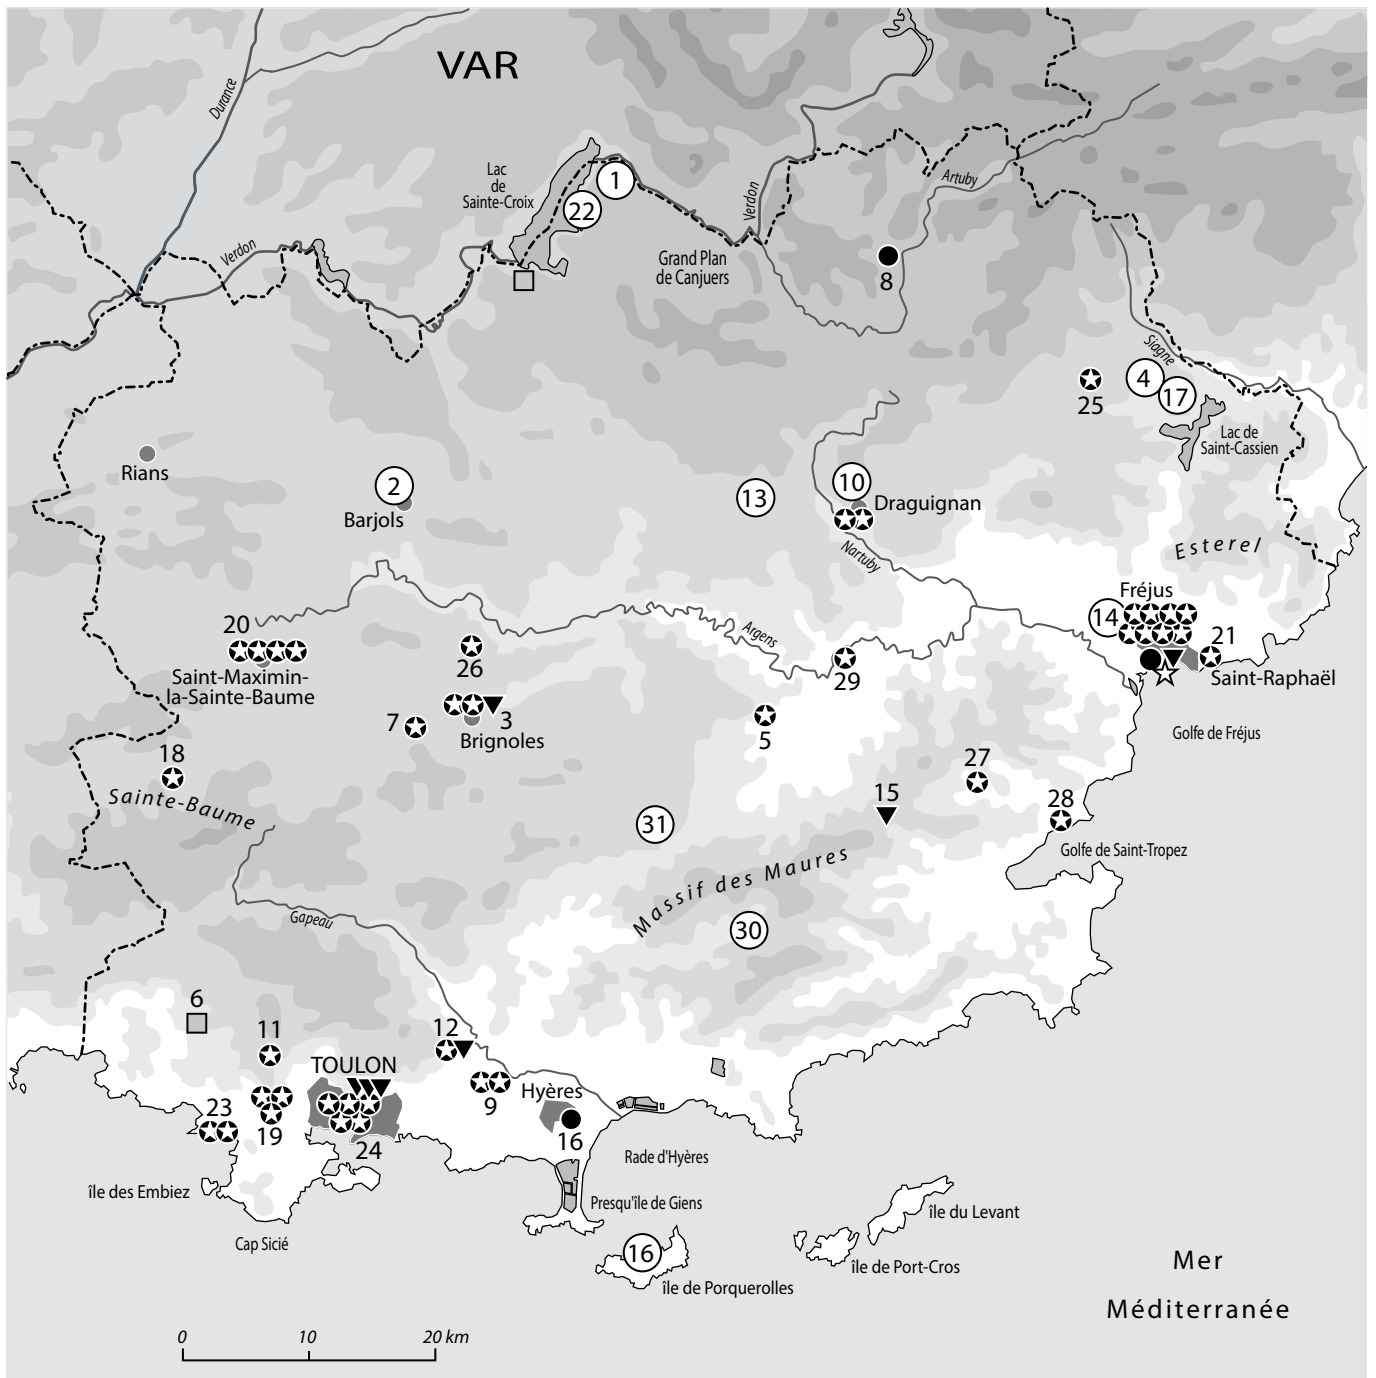 VAR
Durance
Lac
de
Sainte-Croix
1
22
Verdon
Artuby
Verdon
Grand Plan
de Canjuers
8
Siagne
25
4
17
Lac de
Saint-Cassien
Rians
2
Barjols
13
10
Draguignan
Nartuby
Esterel
Fréjus
14
20
Argens
21
Saint-Maximin-
la-Sainte-Baume
26
29
Saint-Raphaël
7
3
Brignoles
5
Golfe de Fréjus
18
Sainte-Baume
27
15
28
31
Golfe de Saint-Tropez
Massif des Maures
Gapeau
30
6
11
12
TOULON
Hyères
9
23
19
24
16
Rade d'Hyères
île des Embiez
Presqu'île de Giens
île du Levant
Cap Sicié
16
île de Port-Cros
île de Porquerolles
Mer
Méditerranée
0 10 20 km